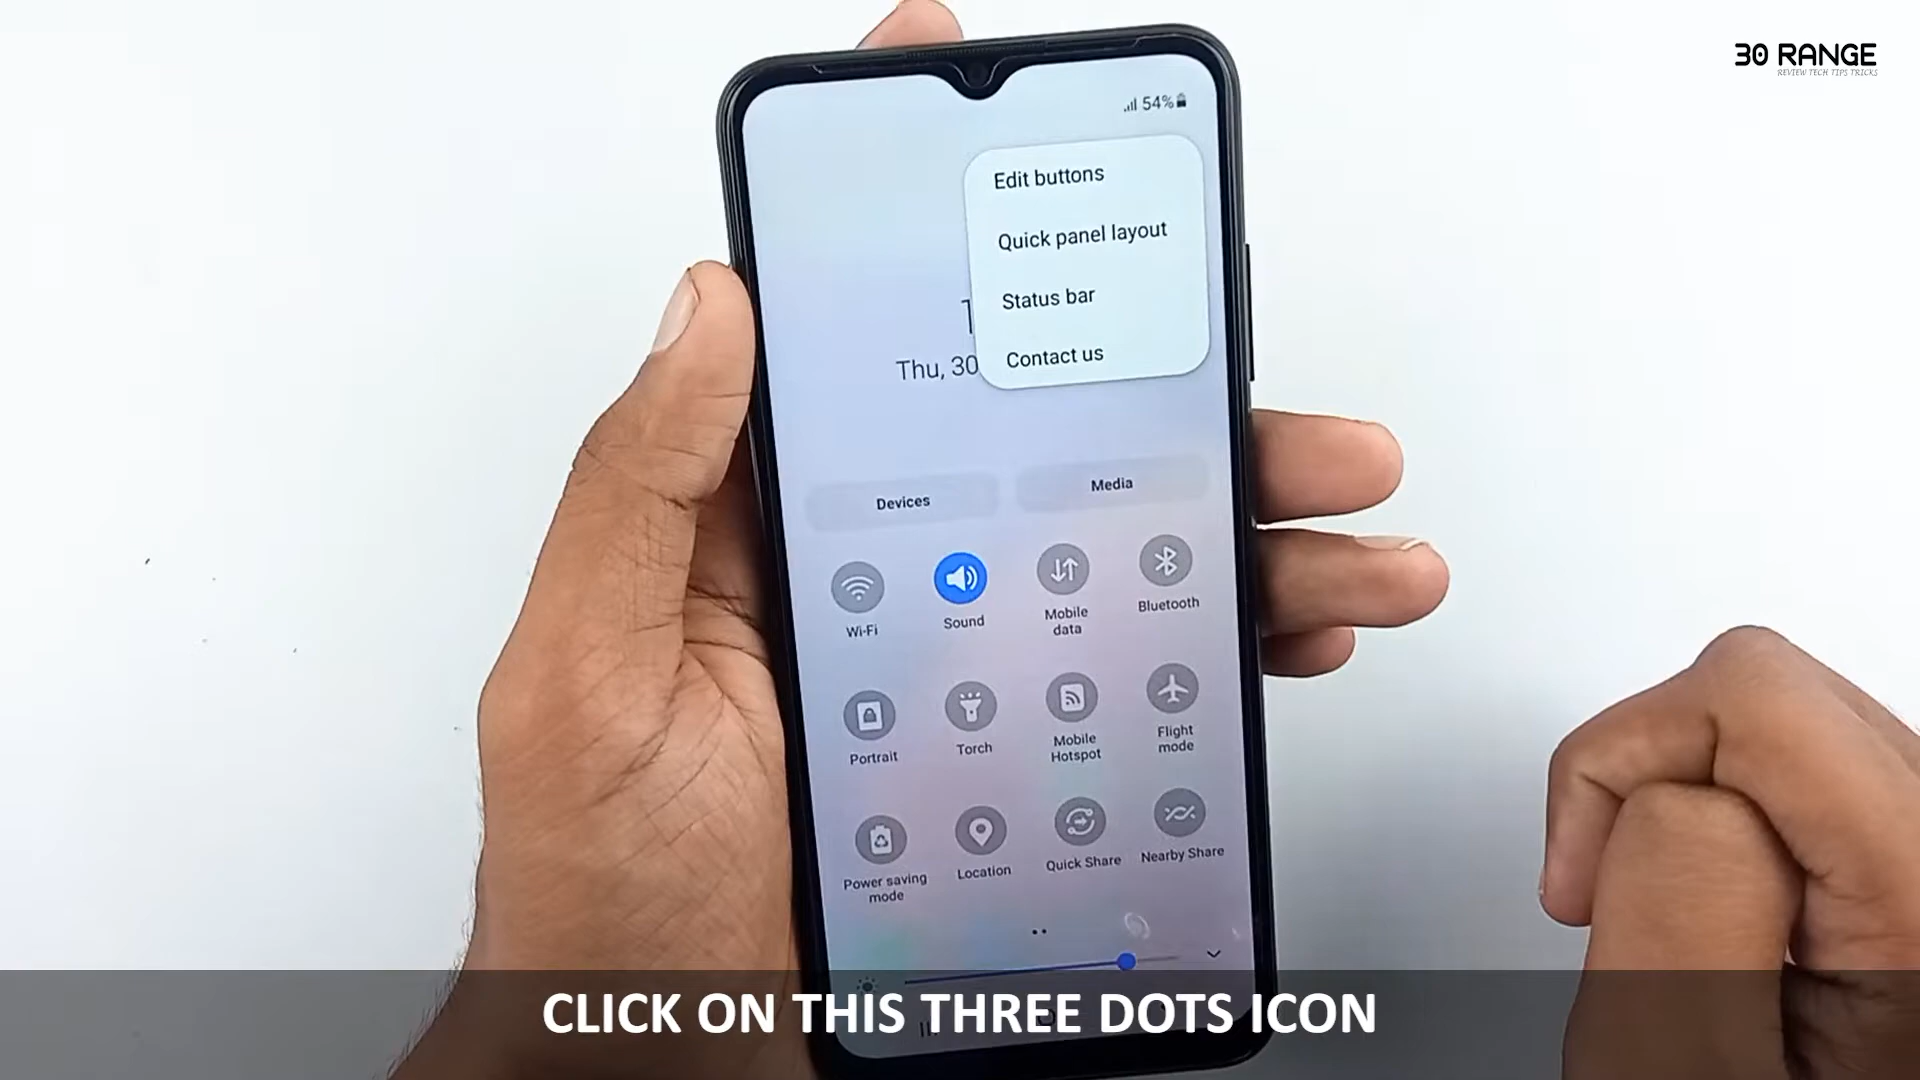 30 RANGE
REVIEW TECH TIPS TRICKS
54%
Edit buttons
Quick panel layout
Status bar
Contact us
Thu, 30
Devices
Media
Wi-Fi
Sound
Mobile
data
Bluetooth
Portrait
Torch
Mobile
Hotspot
Flight
mode
Power saving
mode
Location
Quick Share
Nearby Share
CLICK ON THIS THREE DOTS ICON